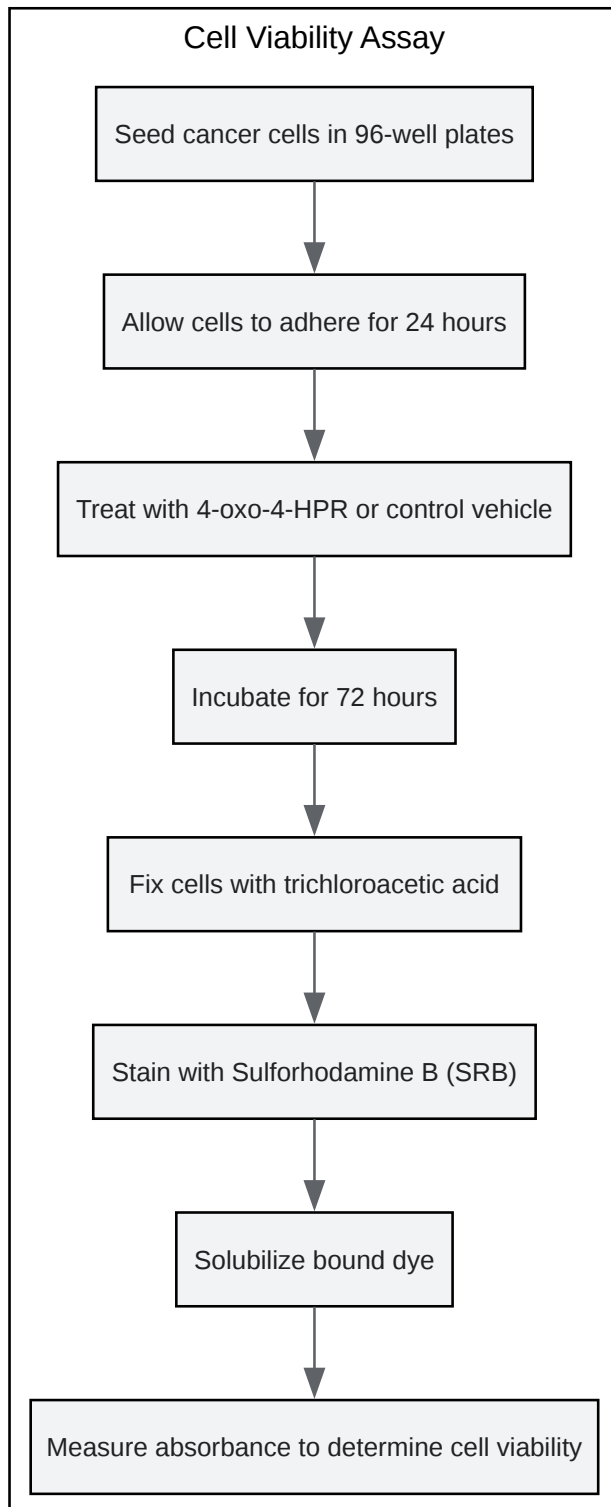 Cell Viability Assay
Seed cancer cells in 96-well plates
Allow cells to adhere for 24 hours
Treat with 4-oxo-4-HPR or control vehicle
Incubate for 72 hours
Fix cells with trichloroacetic acid
Stain with Sulforhodamine B (SRB)
Solubilize bound dye
Measure absorbance to determine cell viability